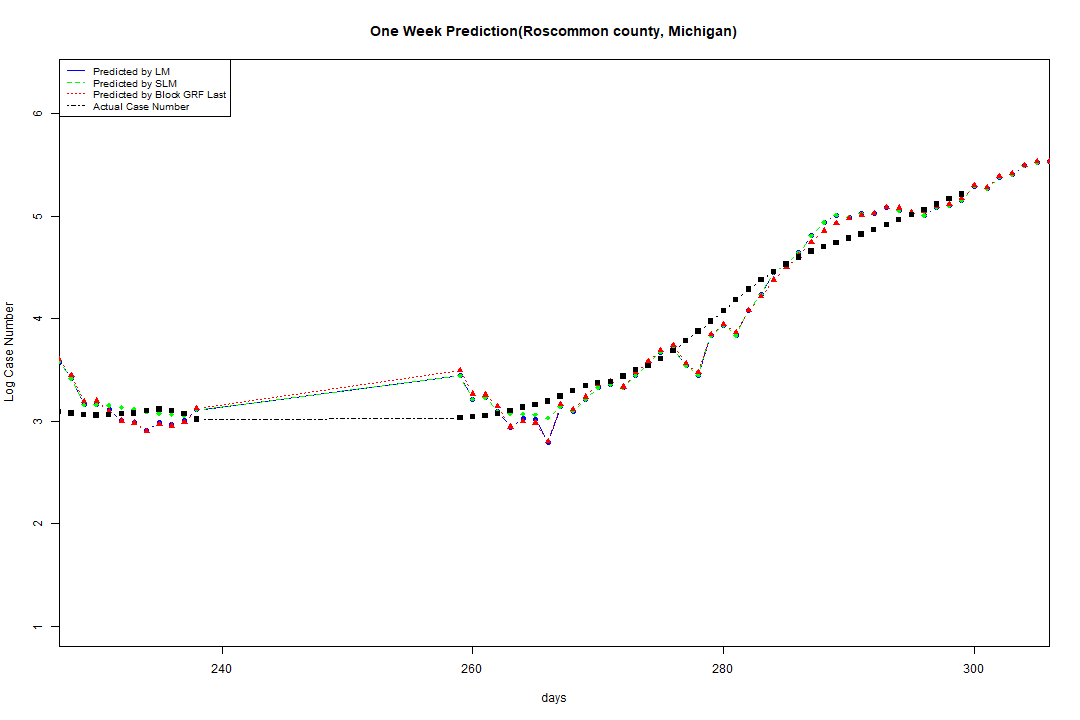 One Week Prediction(Roscommon county, Michigan)
Predicted by LM
Predicted by SLM
Predicted by Block GRF Last
Actual Case Number
Log Case Number
6
5
4
3
2
1
240 260 280 300
days